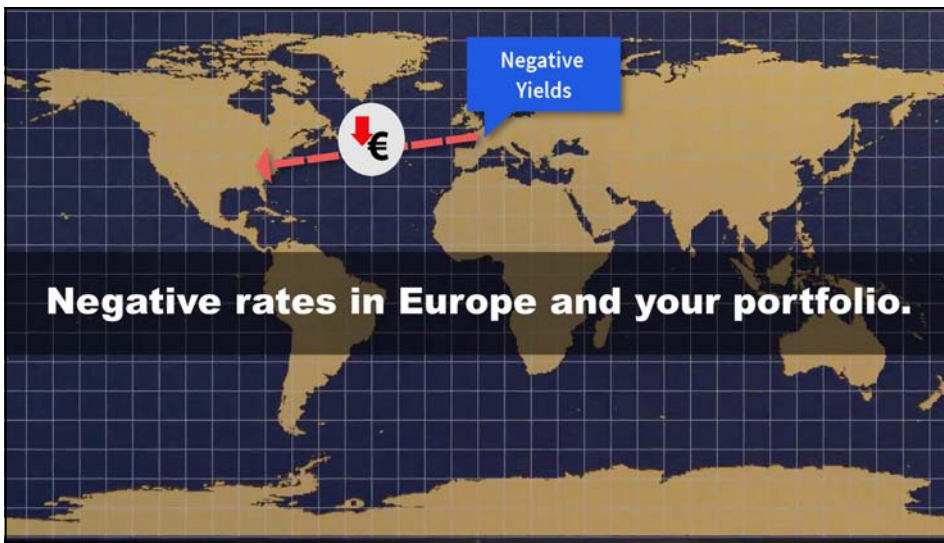 Negative
Yields
€
Negative rates in Europe and your portfolio.